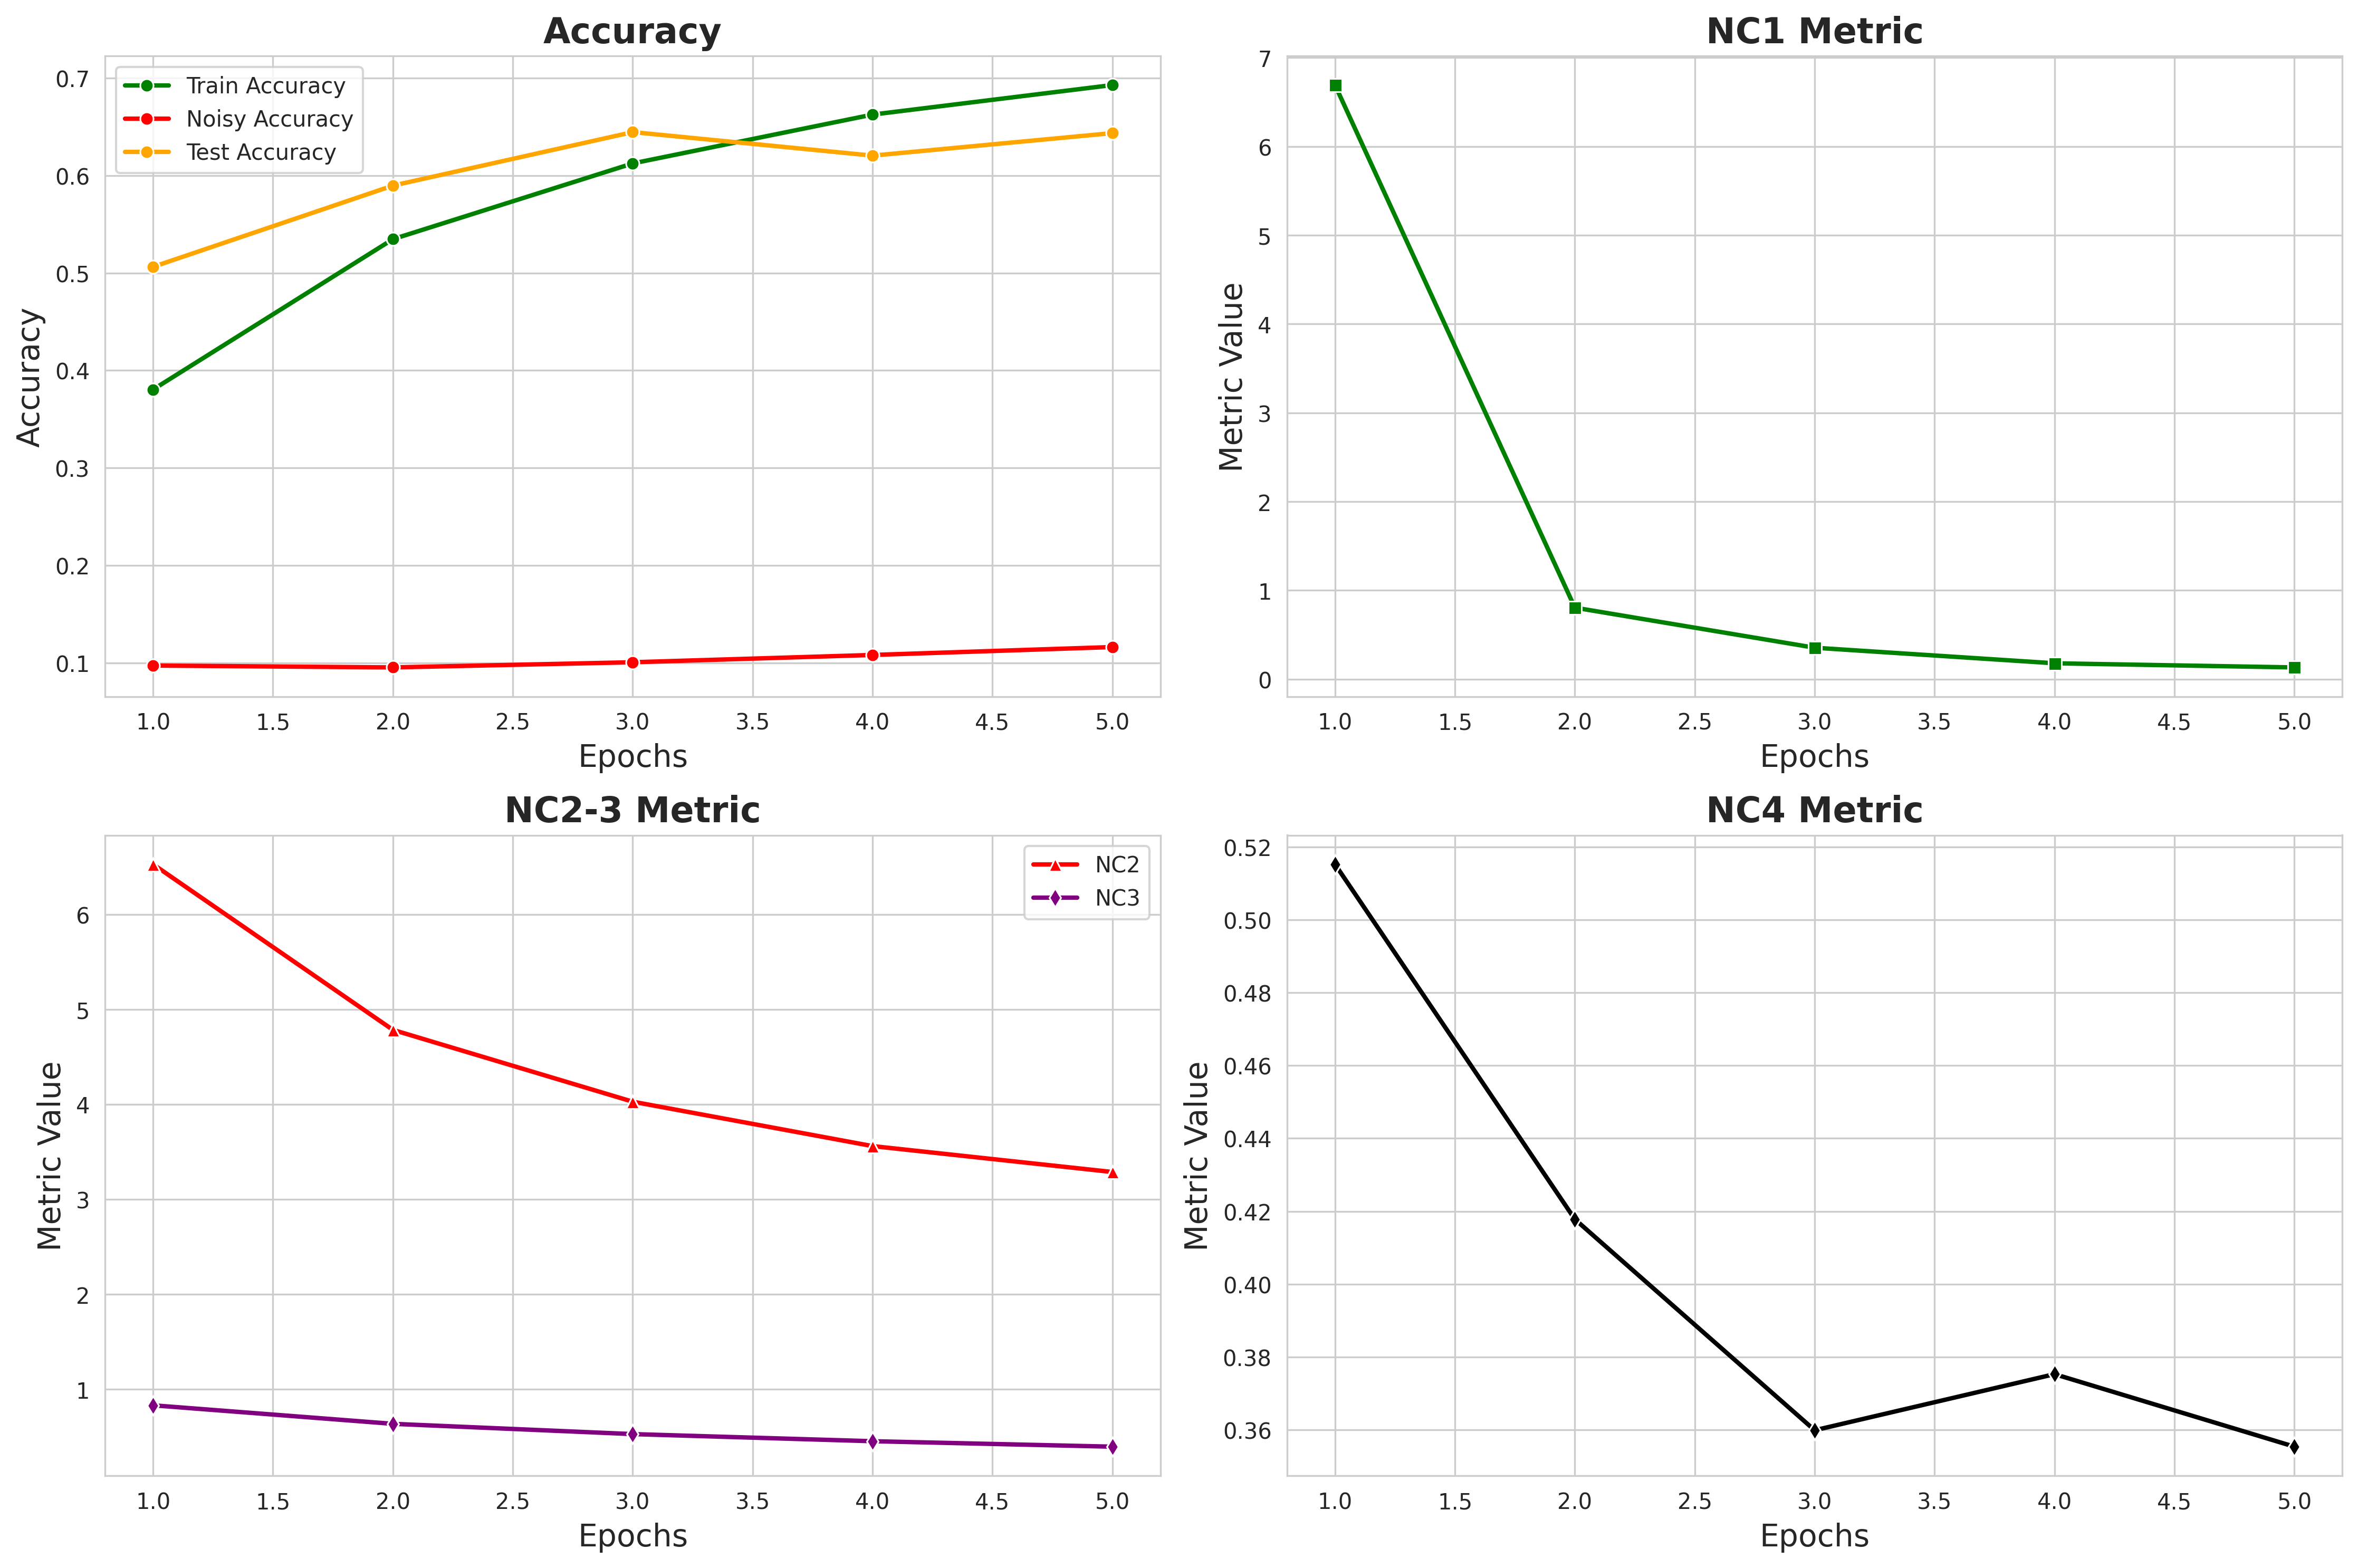 Accuracy
Train Accuracy
Noisy Accuracy
Test Accuracy
Accuracy
0.7
0.6
0.5
0.4
0.3
0.2
0.1
1.0 1.5 2.0 2.5 3.0 3.5 4.0 4.5 5.0
Epochs
NC1 Metric
Metric Value
7
6
5
4
3
2
1
0
1.0 1.5 2.0 2.5 3.0 3.5 4.0 4.5 5.0
Epochs
NC2-3 Metric
NC2
NC3
Metric Value
6
5
4
3
2
1
1.0 1.5 2.0 2.5 3.0 3.5 4.0 4.5 5.0
Epochs
NC4 Metric
Metric Value
0.52
0.50
0.48
0.46
0.44
0.42
0.40
0.38
0.36
1.0 1.5 2.0 2.5 3.0 3.5 4.0 4.5 5.0
Epochs